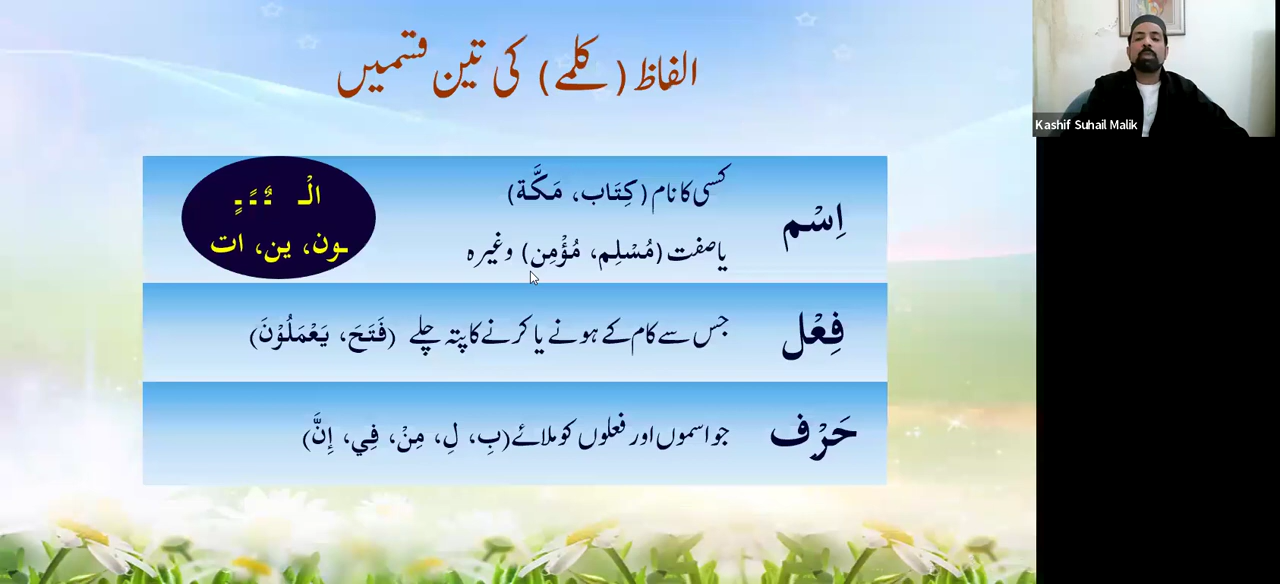 الفاظ (کلمے) کی تین قسمیں
Kashif Suhail Malik
اِسْم
کسی کا نام (كِتَاب، مَكَّة)
یا صفت (مُسْلِم، مُؤْمِن) وغیرہ
الْـ ـٌ ـً ـٍ
ـون، ين، ات
فِعْل
جس سے کام کے ہونے یا کرنے کا پتہ چلے (فَتَحَ، يَعْمَلُوْنَ)
حَرْف
جو اسموں اور فعلوں کو ملائے (بِ، لِ، مِنْ، فِي، إِنَّ)